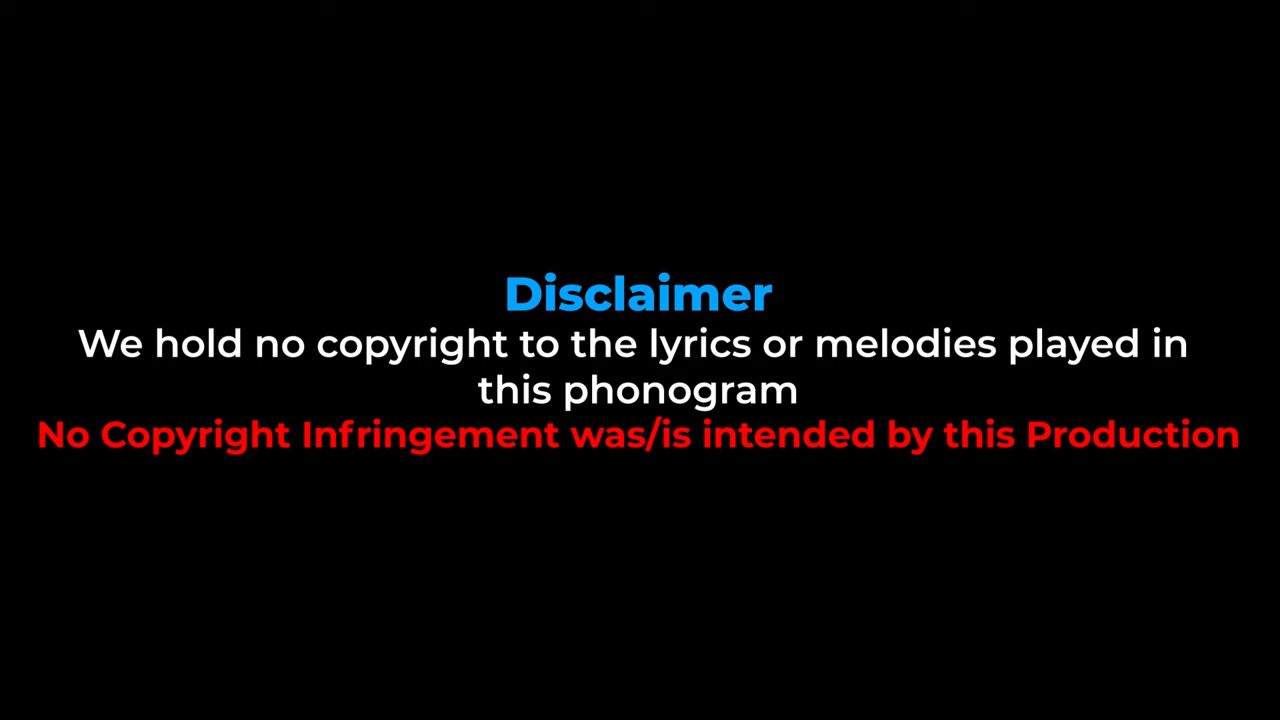 Disclaimer
We hold no copyright to the lyrics or melodies played in
this phonogram
No Copyright Infringement was/is intended by this Production